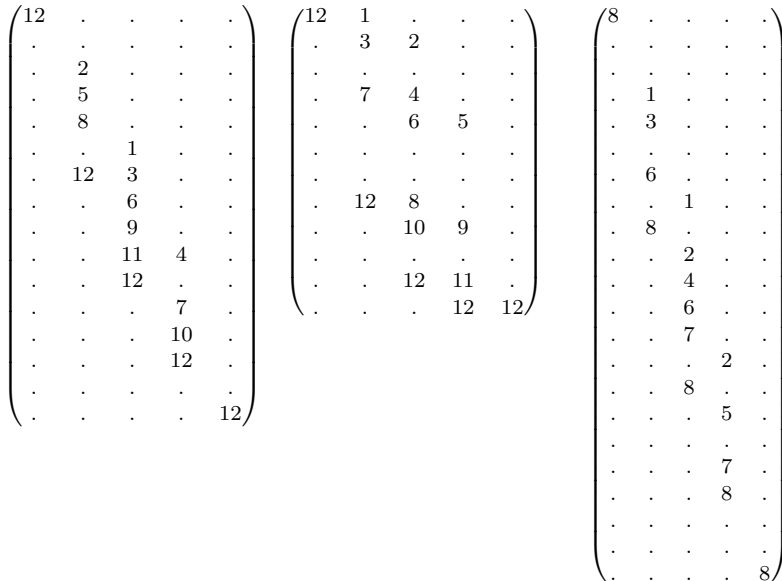 12 . . . .
. . . . .
. 2 . . .
. 5 . . .
. 8 . . .
. . 1 . .
. 12 3 . .
. . 6 . .
. . 9 . .
. . 11 4 .
. . 12 . .
. . . 7 .
. . . 10 .
. . . 12 .
. . . . .
. . . . 12
12 1 . . .
. 3 2 . .
. . . . .
. 7 4 . .
. . 6 5 .
. . . . .
. . . . .
. 12 8 . .
. . 10 9 .
. . . . .
. . 12 11 .
. . . 12 12
8 . . . .
. . . . .
. . . . .
. 1 . . .
. 3 . . .
. . . . .
. 6 . . .
. . 1 . .
. 8 . . .
. . 2 . .
. . 4 . .
. . 6 . .
. . 7 . .
. . . 2 .
. . 8 . .
. . . 5 .
. . . . .
. . . 7 .
. . . 8 .
. . . . .
. . . . .
. . . . 8